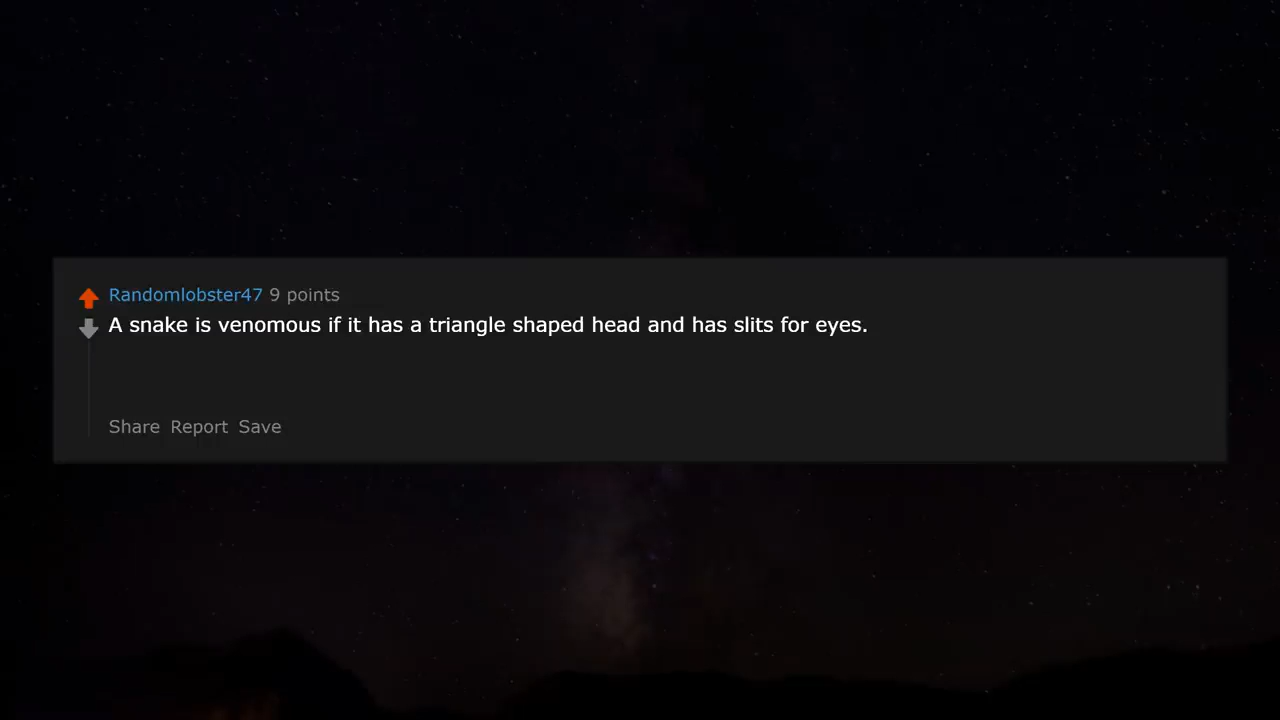 Randomlobster47 9 points
A snake is venomous if it has a triangle shaped head and has slits for eyes.
Share Report Save